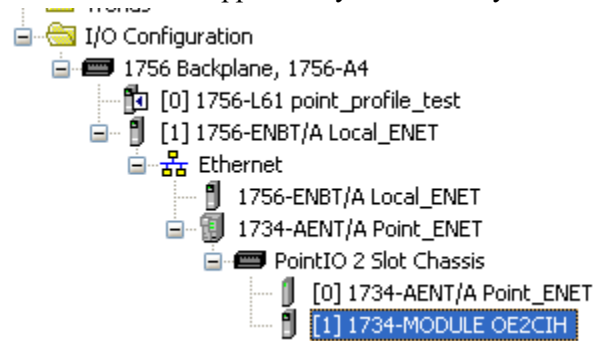 I/O Configuration
1756 Backplane, 1756-A4
[0] 1756-L61 point_profile_test
[1] 1756-ENBT/A Local_ENET
Ethernet
1756-ENBT/A Local_ENET
1734-AENT/A Point_ENET
PointIO 2 Slot Chassis
[0] 1734-AENT/A Point_ENET
[1] 1734-MODULE OE2CIH